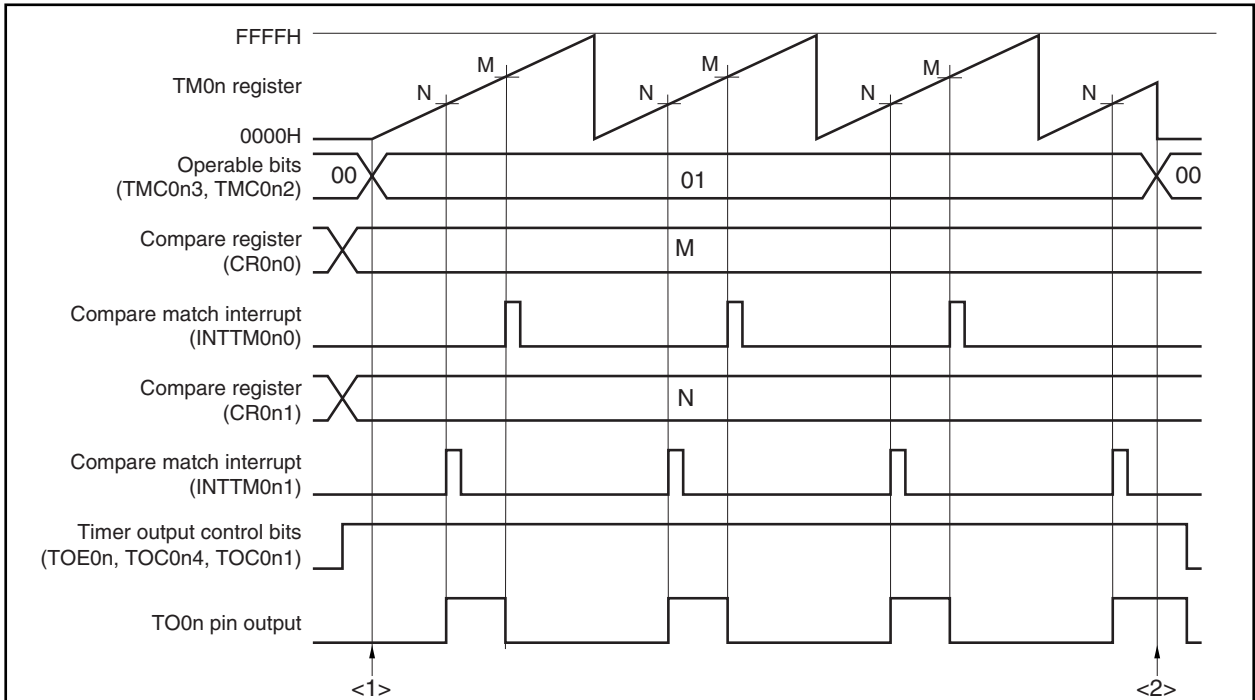 FFFFH
M
M
M
TM0n register
N
N
N
N
0000H
Operable bits
(TMC0n3, TMC0n2)
00
01
00
Compare register
(CR0n0)
M
Compare match interrupt
(INTTM0n0)
Compare register
(CR0n1)
N
Compare match interrupt
(INTTM0n1)
Timer output control bits
(TOE0n, TOC0n4, TOC0n1)
TO0n pin output
<1>
<2>